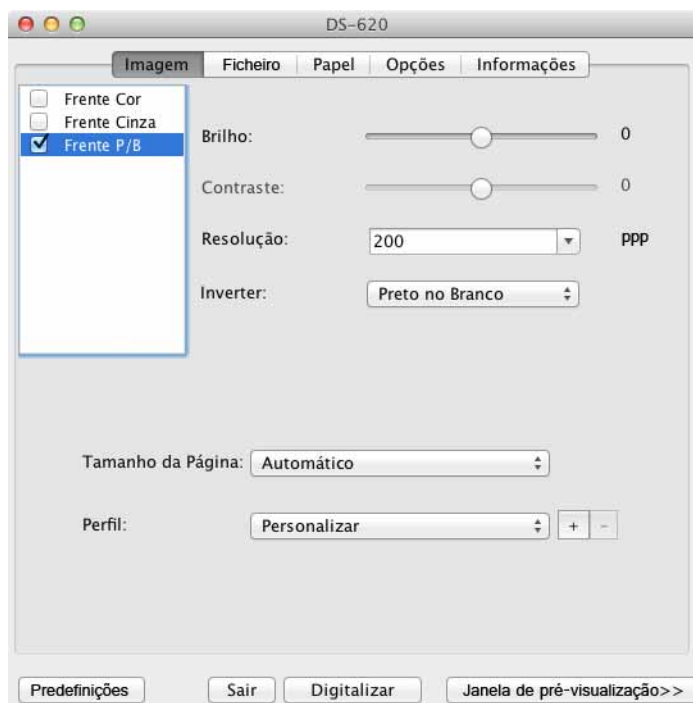 DS-620
Imagem Ficheiro Papel Opções Informações
Frente Cor
Frente Cinza
Frente P/B
Brilho: 0
Contraste: 0
Resolução: 200 ppp
Inverter: Preto no Branco
Tamanho da Página: Automático
Perfil: Personalizar + -
Predefinições Sair Digitalizar Janela de pré-visualização>>